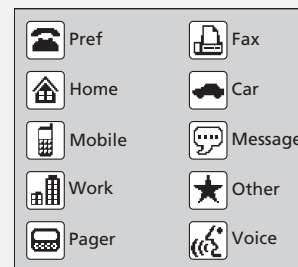 Pref Fax
Home Car
Mobile Message
Work Other
Pager Voice